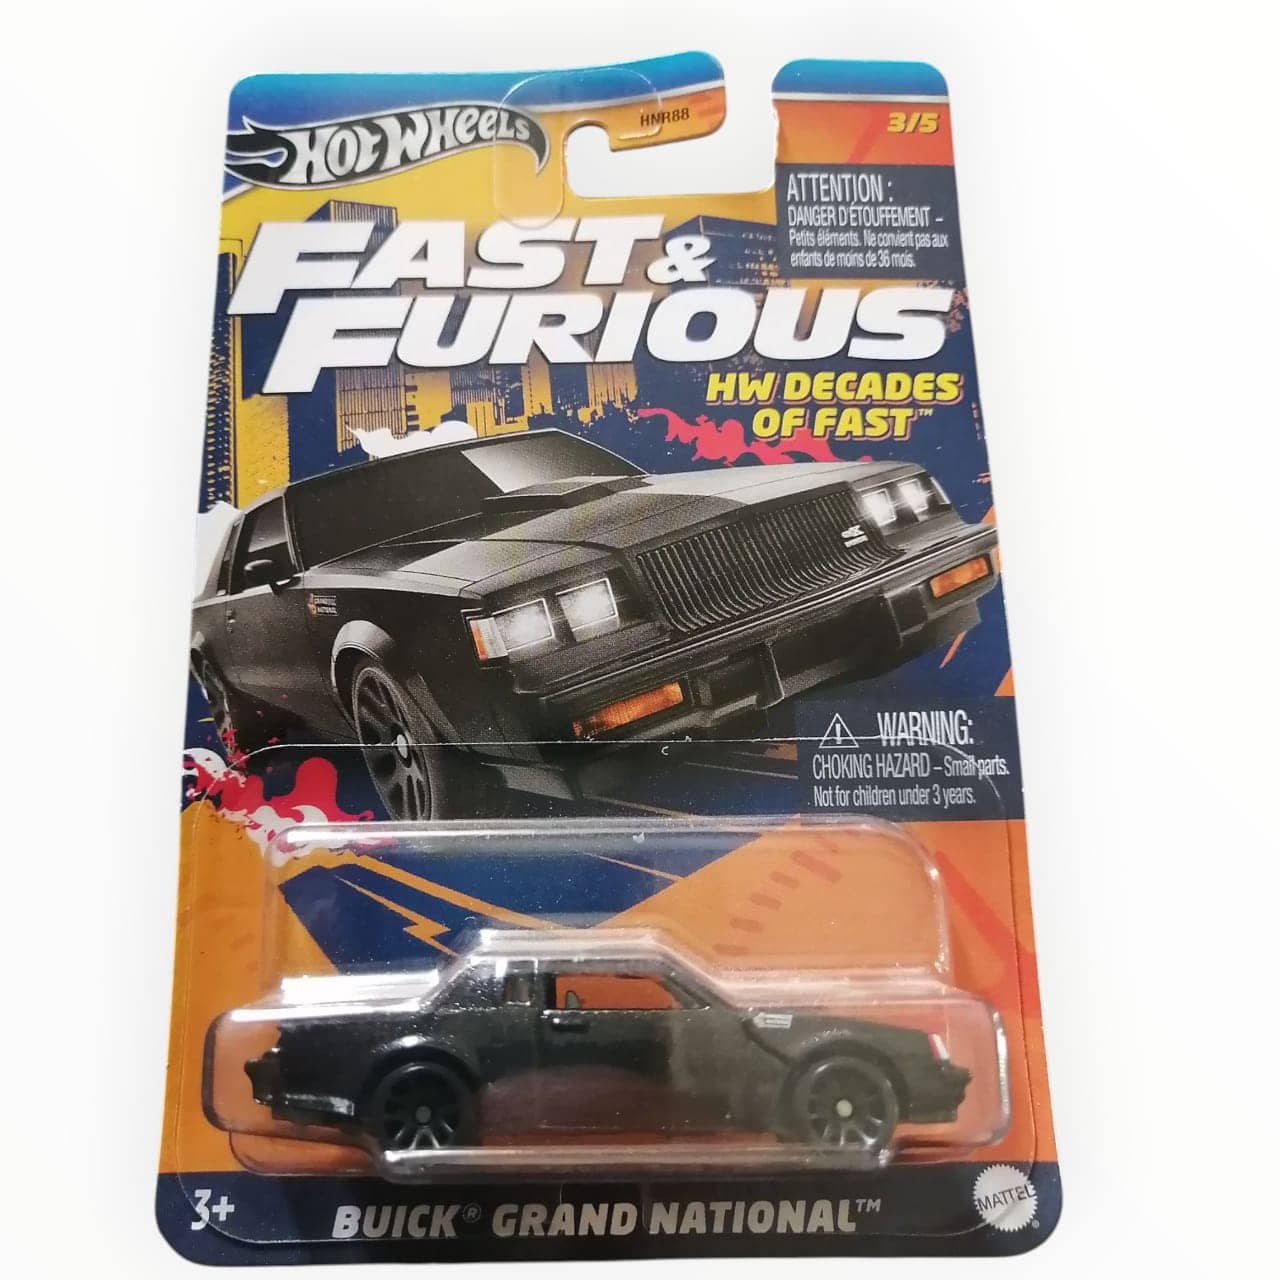 HOT WHEELS
HNR88
3/5
ATTENTION :
DANGER D'ÉTOUFFEMENT –
Petits éléments. Ne convient pas aux
enfants de moins de 36 mois.
FAST &
FURIOUS
HW DECADES
OF FAST™
GRAND
NATIONAL
WARNING:
CHOKING HAZARD – Small parts.
Not for children under 3 years.
3+
BUICK® GRAND NATIONAL™
MATTEL®